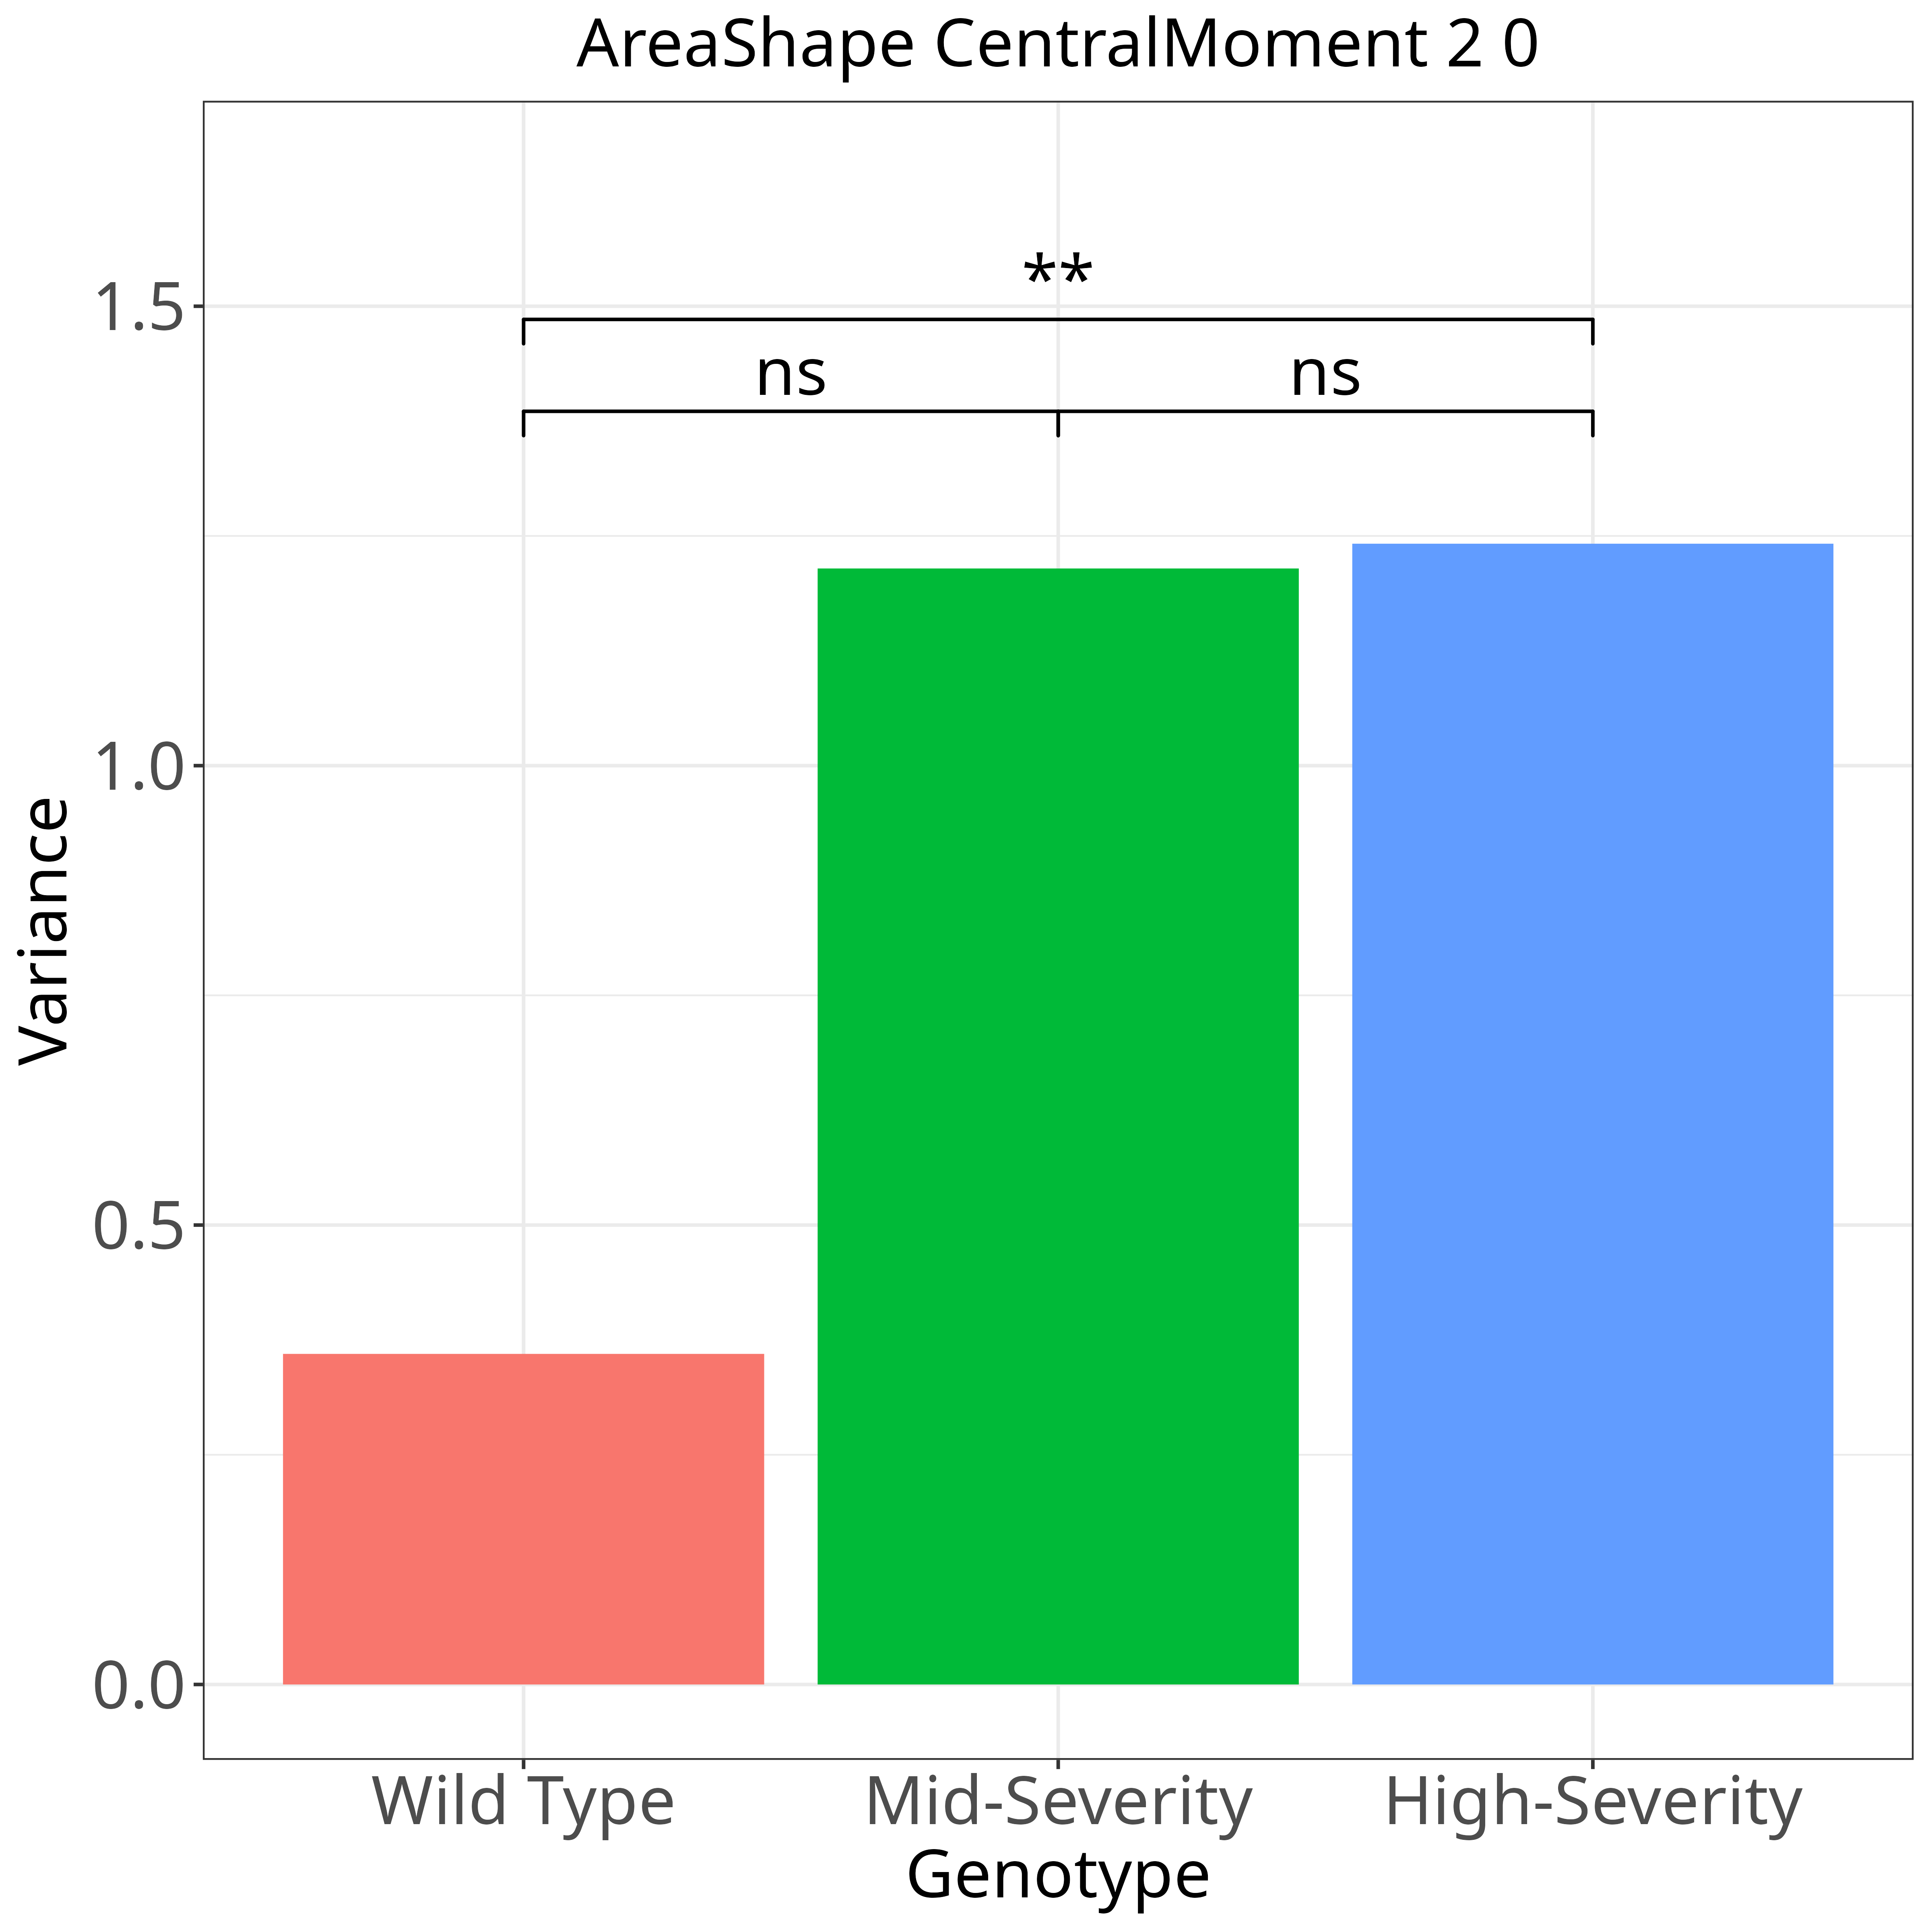 AreaShape CentralMoment 2 0
**
ns ns
1.5
1.0
0.5
0.0
Variance
Wild Type Mid-Severity High-Severity
Genotype